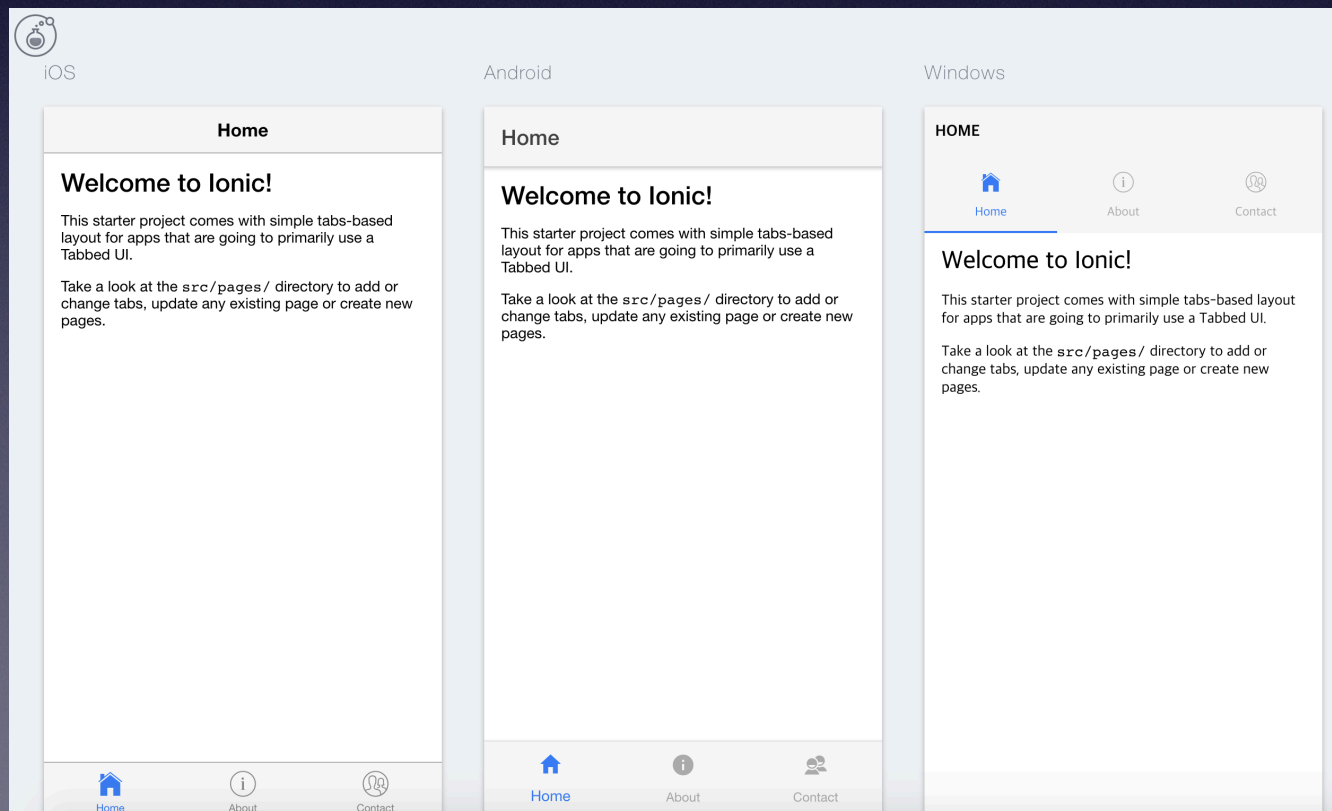 iOS
Home
Welcome to Ionic!
This starter project comes with simple tabs-based
layout for apps that are going to primarily use a
Tabbed UI.
Take a look at the src/pages/ directory to add or
change tabs, update any existing page or create new
pages.
Home
About
Contact
Android
Home
Welcome to Ionic!
This starter project comes with simple tabs-based
layout for apps that are going to primarily use a
Tabbed UI.
Take a look at the src/pages/ directory to add or
change tabs, update any existing page or create new
pages.
Home
About
Contact
Windows
HOME
Home
About
Contact
Welcome to Ionic!
This starter project comes with simple tabs-based layout
for apps that are going to primarily use a Tabbed UI.
Take a look at the src/pages/ directory to add or
change tabs, update any existing page or create new
pages.